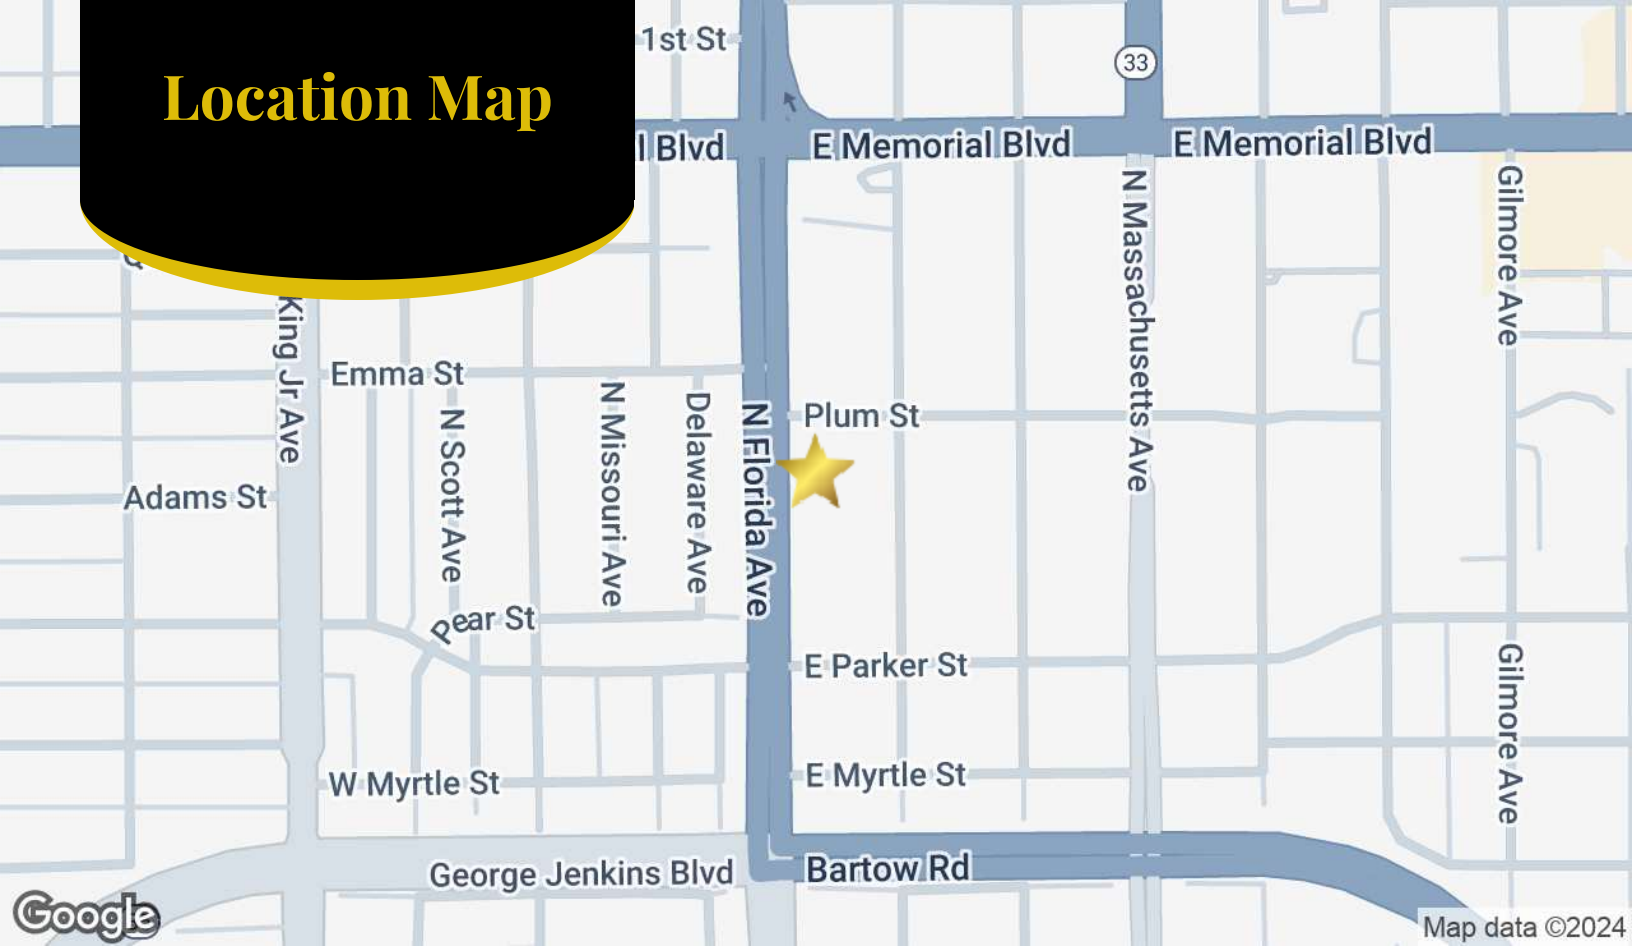 1st St
33
Location Map
l Blvd
E Memorial Blvd
E Memorial Blvd
N Massachusetts Ave
Gilmore Ave
King Jr Ave
Emma St
N Scott Ave
N Missouri Ave
Delaware Ave
N Florida Ave
Plum St
Adams St
Pear St
E Parker St
Gilmore Ave
W Myrtle St
E Myrtle St
George Jenkins Blvd
Bartow Rd
Google
Map data ©2024